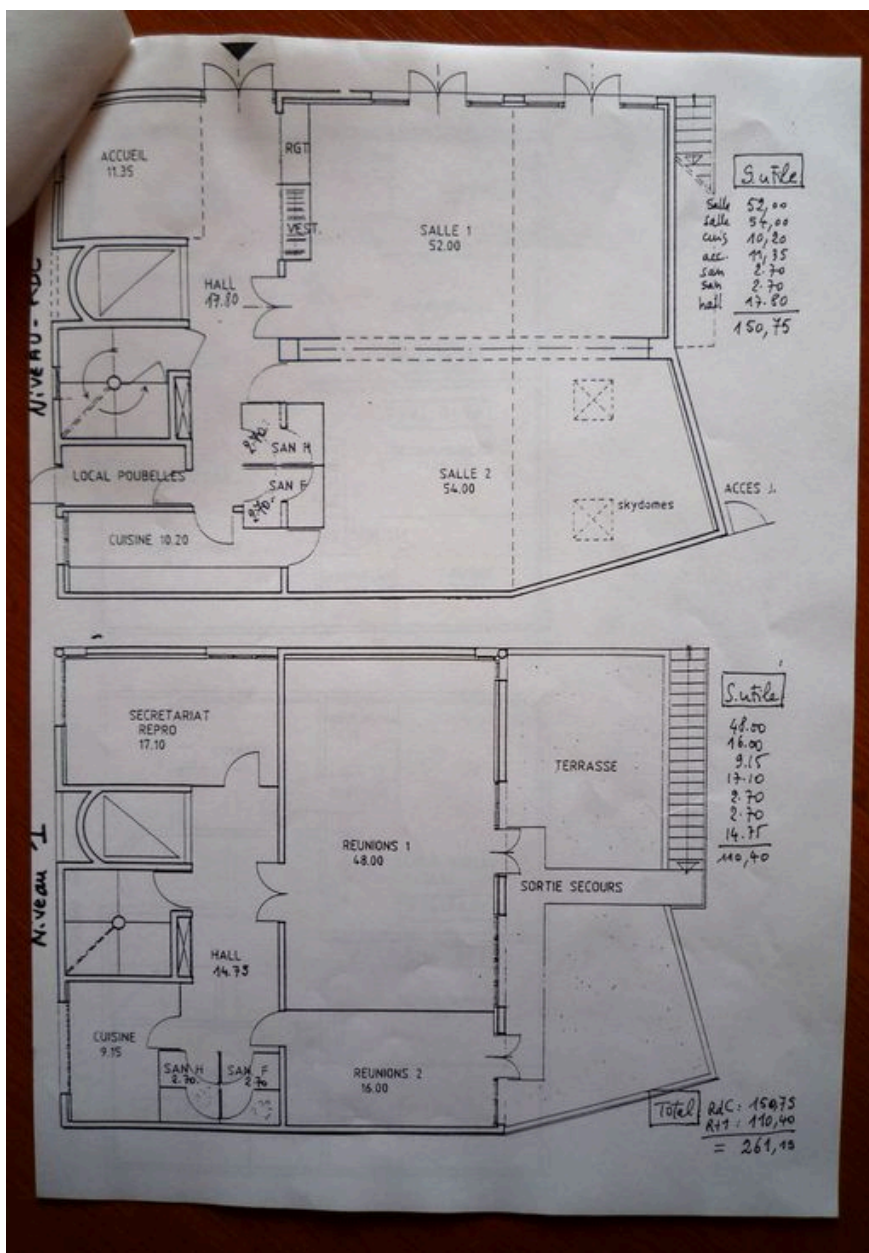 NIVEAU - RDC
ACCUEIL
11.35
RGT
VEST.
HALL
17.80
SALLE 1
52.00
S.utile
Salle 52,00
Salle 54,00
cuis 10,20
acc. 11,35
san 2.70
san 2.70
hall 17.80
150,75
2.70
SAN H
SAN F
2.70
LOCAL POUBELLES
CUISINE 10.20
SALLE 2
54.00
skydomes
ACCES J.
Niveau 1
SECRETARIAT
REPRO
17.10
REUNIONS 1
48.00
TERRASSE
SORTIE SECOURS
S.utile
48.00
16.00
9.15
17.10
2.70
2.70
14.75
110,40
HALL
14.75
CUISINE
9.15
SAN H
2.70
SAN F
2.70
REUNIONS 2
16.00
Total RdC : 150,75
R+1 : 110,40
= 261,15